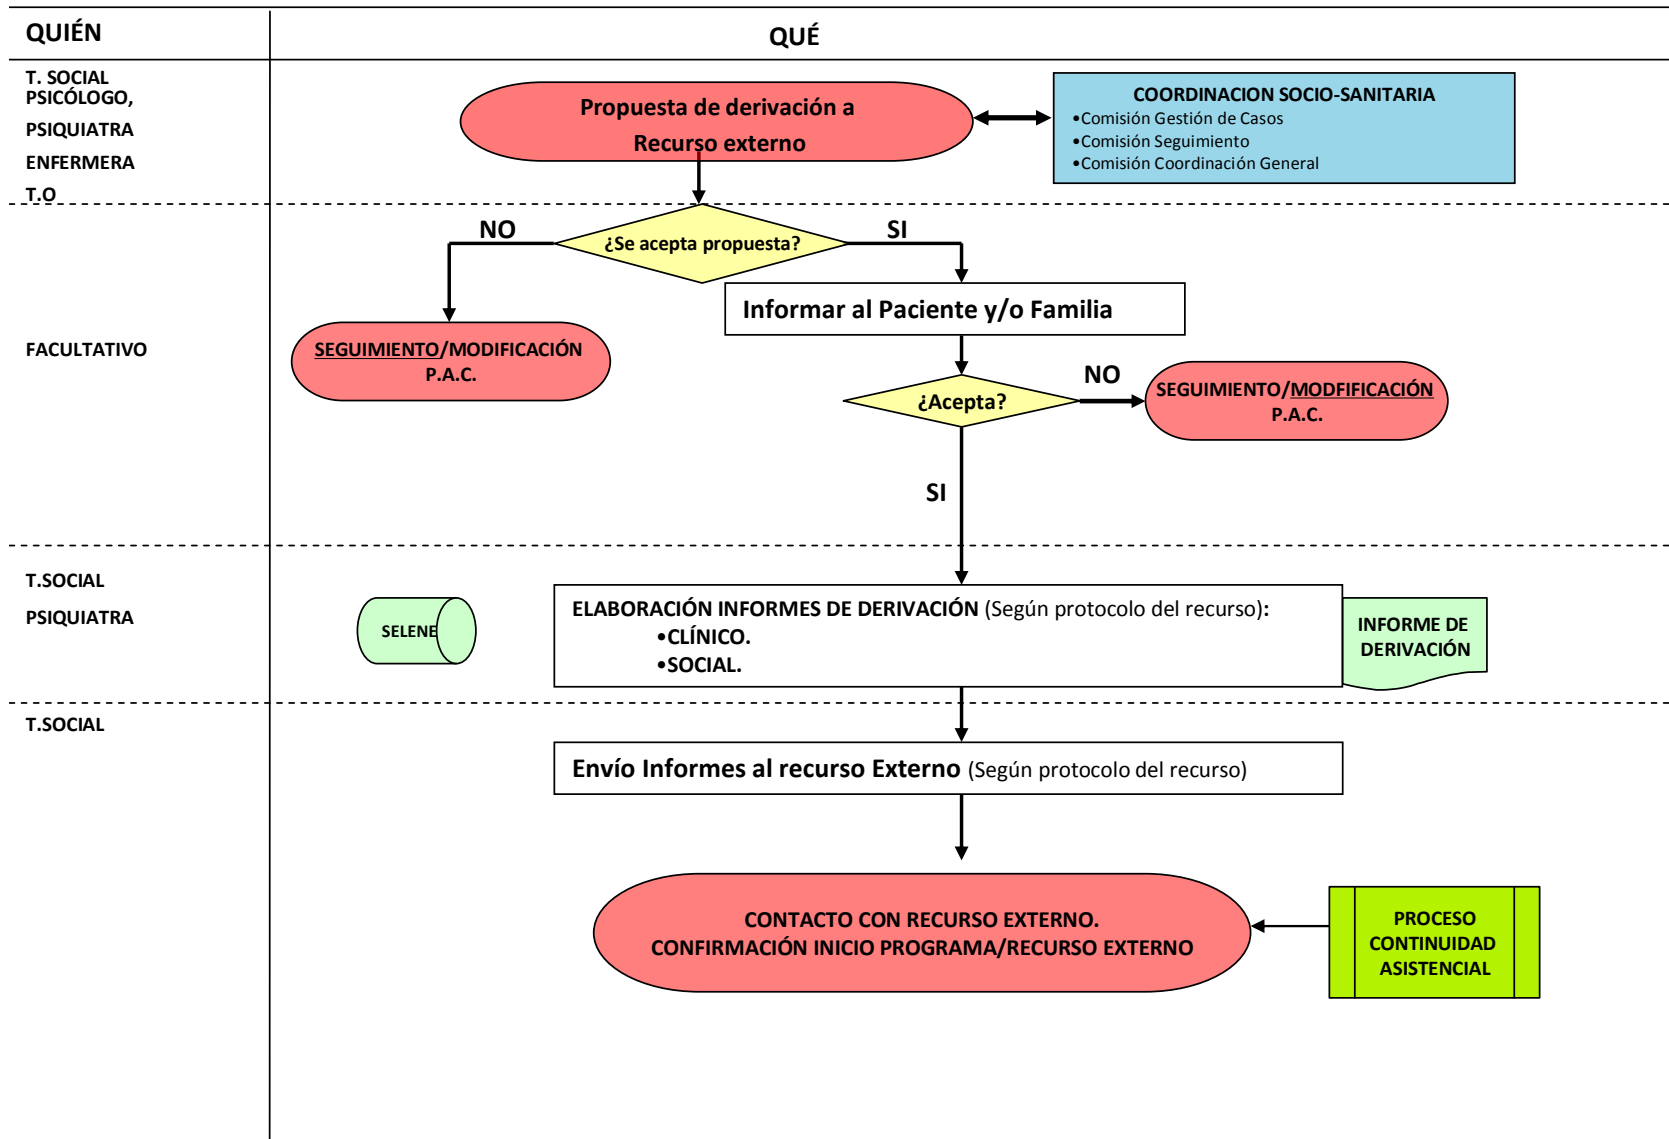 QUIÉN
QUÉ
T. SOCIAL
PSICÓLOGO,
PSIQUIATRA
ENFERMERA
T.O
Propuesta de derivación a
Recurso externo
COORDINACION SOCIO-SANITARIA
•Comisión Gestión de Casos
•Comisión Seguimiento
•Comisión Coordinación General
NO
¿Se acepta propuesta?
SI
Informar al Paciente y/o Familia
FACULTATIVO
SEGUIMIENTO/MODIFICACIÓN
P.A.C.
¿Acepta?
NO
SEGUIMIENTO/MODFIFICACIÓN
P.A.C.
SI
T.SOCIAL
PSIQUIATRA
SELENE
ELABORACIÓN INFORMES DE DERIVACIÓN (Según protocolo del recurso):
•CLÍNICO.
•SOCIAL.
INFORME DE
DERIVACIÓN
T.SOCIAL
Envío Informes al recurso Externo (Según protocolo del recurso)
CONTACTO CON RECURSO EXTERNO.
CONFIRMACIÓN INICIO PROGRAMA/RECURSO EXTERNO
PROCESO
CONTINUIDAD
ASISTENCIAL